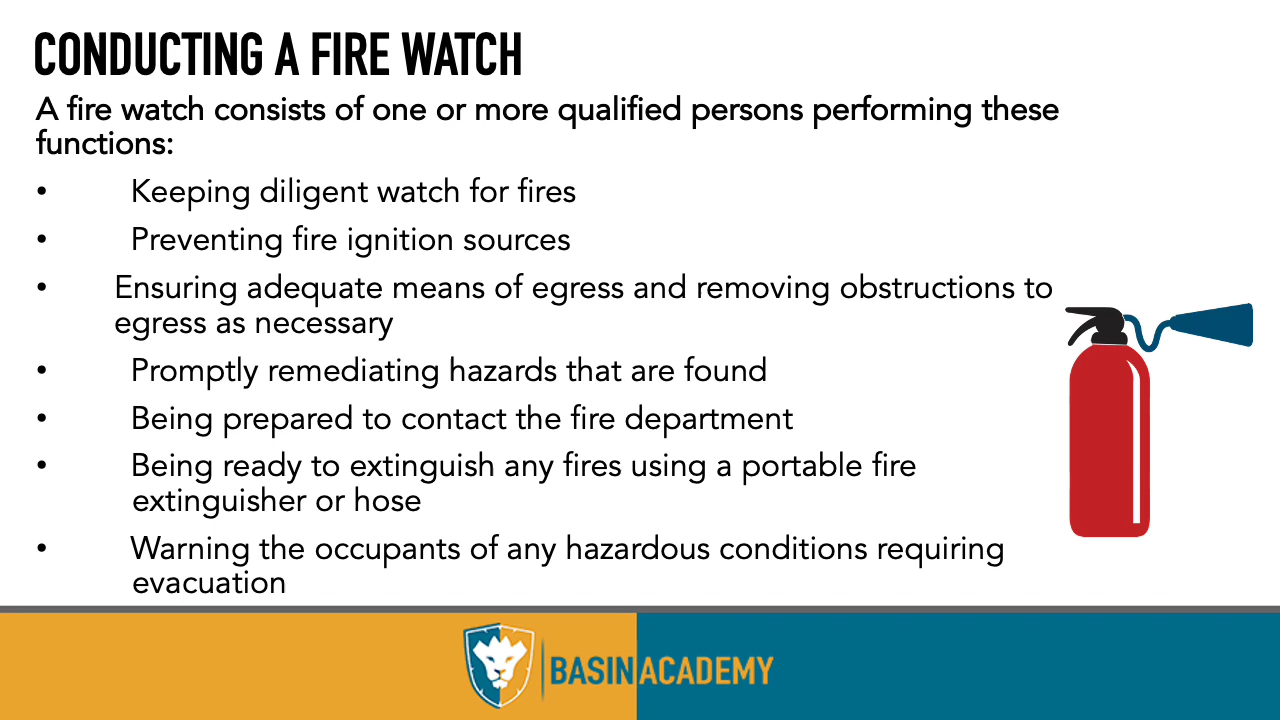 CONDUCTING A FIRE WATCH
A fire watch consists of one or more qualified persons performing these
functions:
• Keeping diligent watch for fires
• Preventing fire ignition sources
• Ensuring adequate means of egress and removing obstructions to
egress as necessary
• Promptly remediating hazards that are found
• Being prepared to contact the fire department
• Being ready to extinguish any fires using a portable fire
extinguisher or hose
• Warning the occupants of any hazardous conditions requiring
evacuation
BASIN ACADEMY